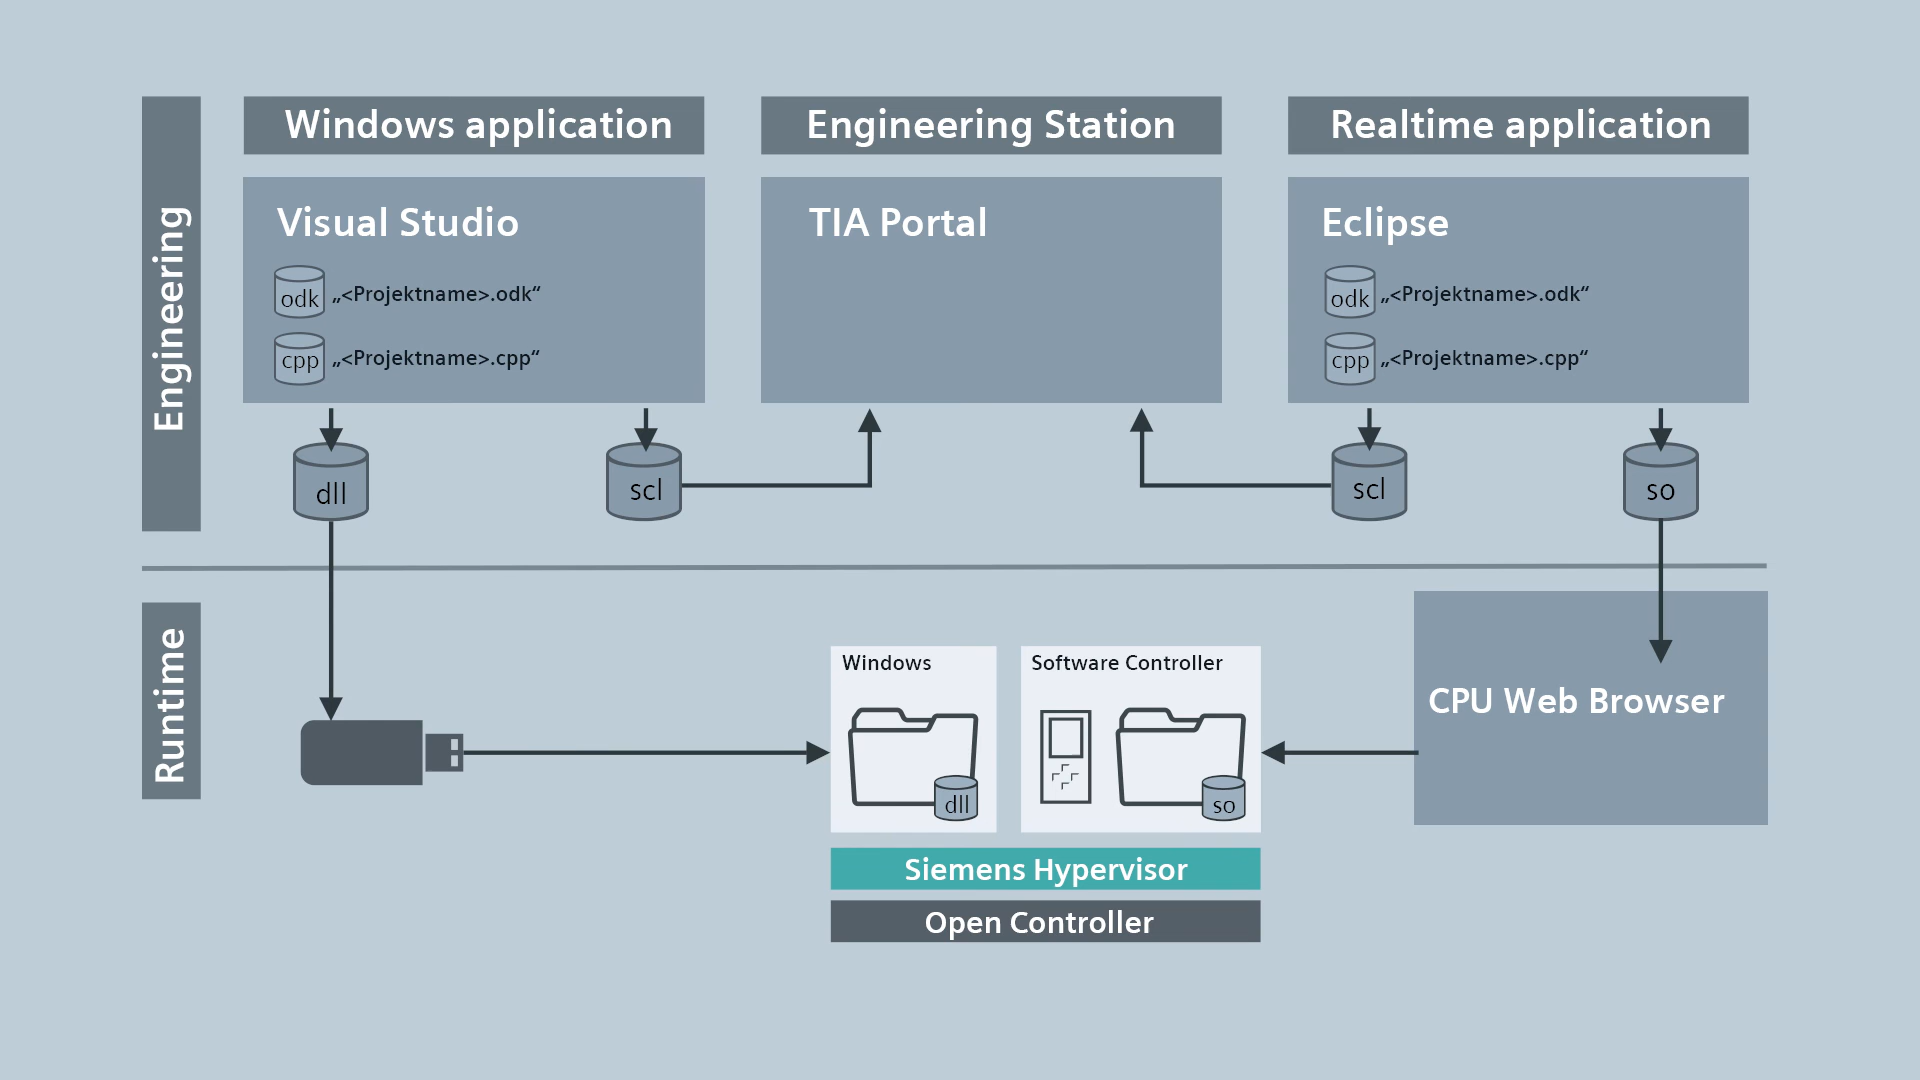 Windows application
Engineering Station
Realtime application
Engineering
Visual Studio
odk
„<Projektname>.odk“
cpp
„<Projektname>.cpp“
TIA Portal
Eclipse
odk
„<Projektname>.odk“
cpp
„<Projektname>.cpp“
dll
scl
scl
so
Runtime
Windows
dll
Software Controller
so
CPU Web Browser
Siemens Hypervisor
Open Controller